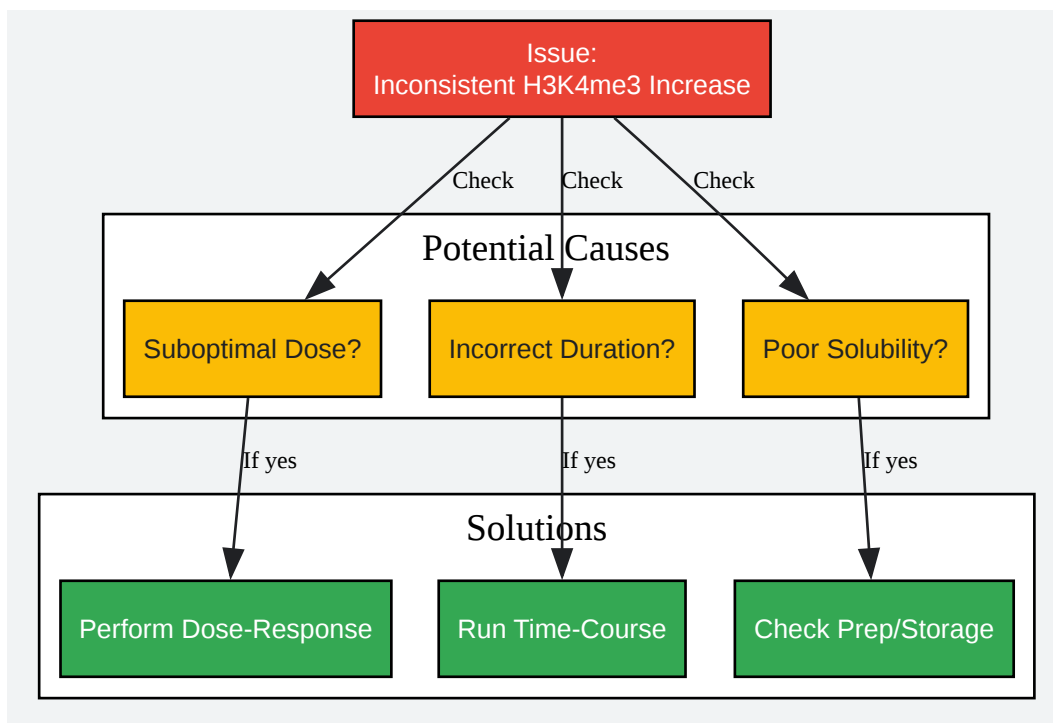 Issue:
Inconsistent H3K4me3 Increase
Check
Check
Check
Potential Causes
Suboptimal Dose?
Incorrect Duration?
Poor Solubility?
If yes
If yes
If yes
Solutions
Perform Dose-Response
Run Time-Course
Check Prep/Storage